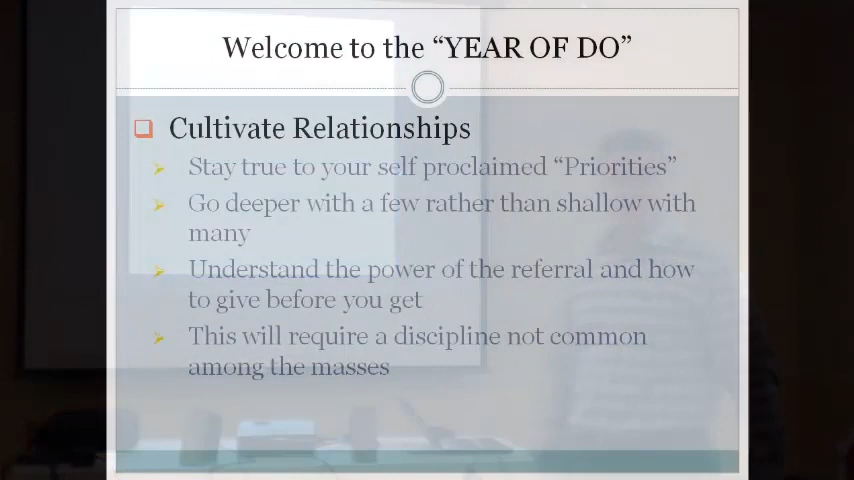 Welcome to the “YEAR OF DO”
Cultivate Relationships
Stay true to your self proclaimed “Priorities”
Go deeper with a few rather than shallow with
many
Understand the power of the referral and how
to give before you get
This will require a discipline not common
among the masses